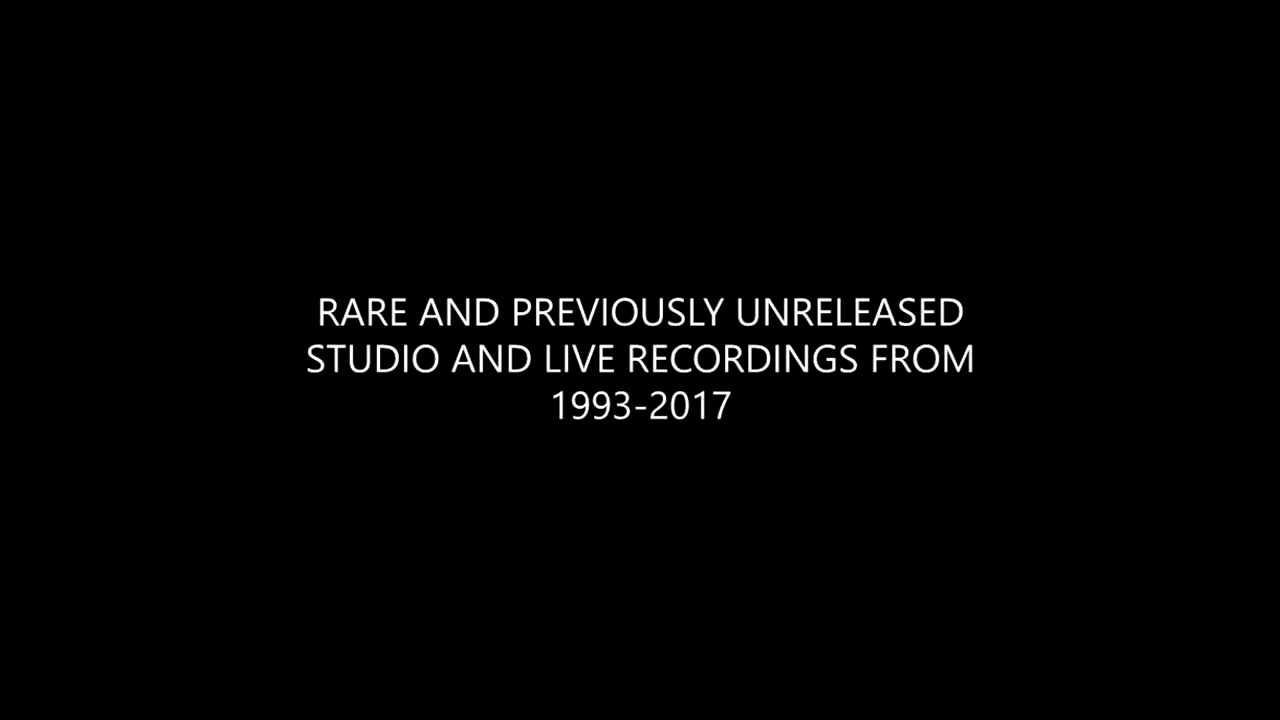 RARE AND PREVIOUSLY UNRELEASED
STUDIO AND LIVE RECORDINGS FROM
1993-2017